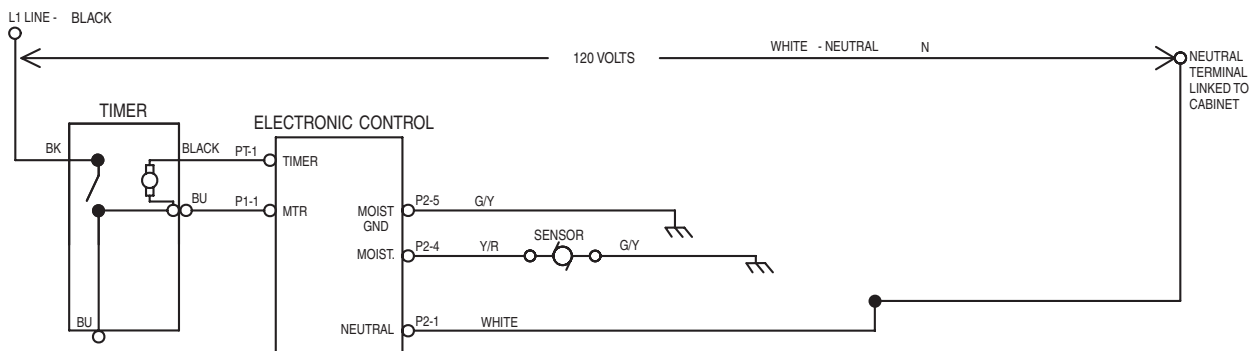 L1 LINE - BLACK
120 VOLTS
WHITE - NEUTRAL N
NEUTRAL
TERMINAL
LINKED TO
CABINET
TIMER
ELECTRONIC CONTROL
BK
BLACK PT-1 TIMER
BU P1-1 MTR
MOIST
GND
P2-5 G/Y
MOIST. P2-4 Y/R SENSOR G/Y
BU
NEUTRAL P2-1 WHITE